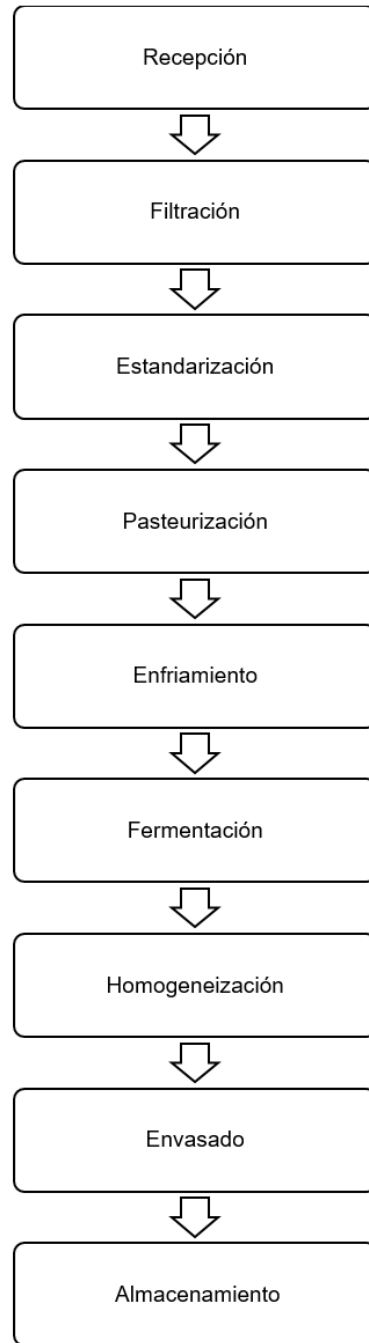 Recepción
Filtración
Estandarización
Pasteurización
Enfriamiento
Fermentación
Homogeneización
Envasado
Almacenamiento